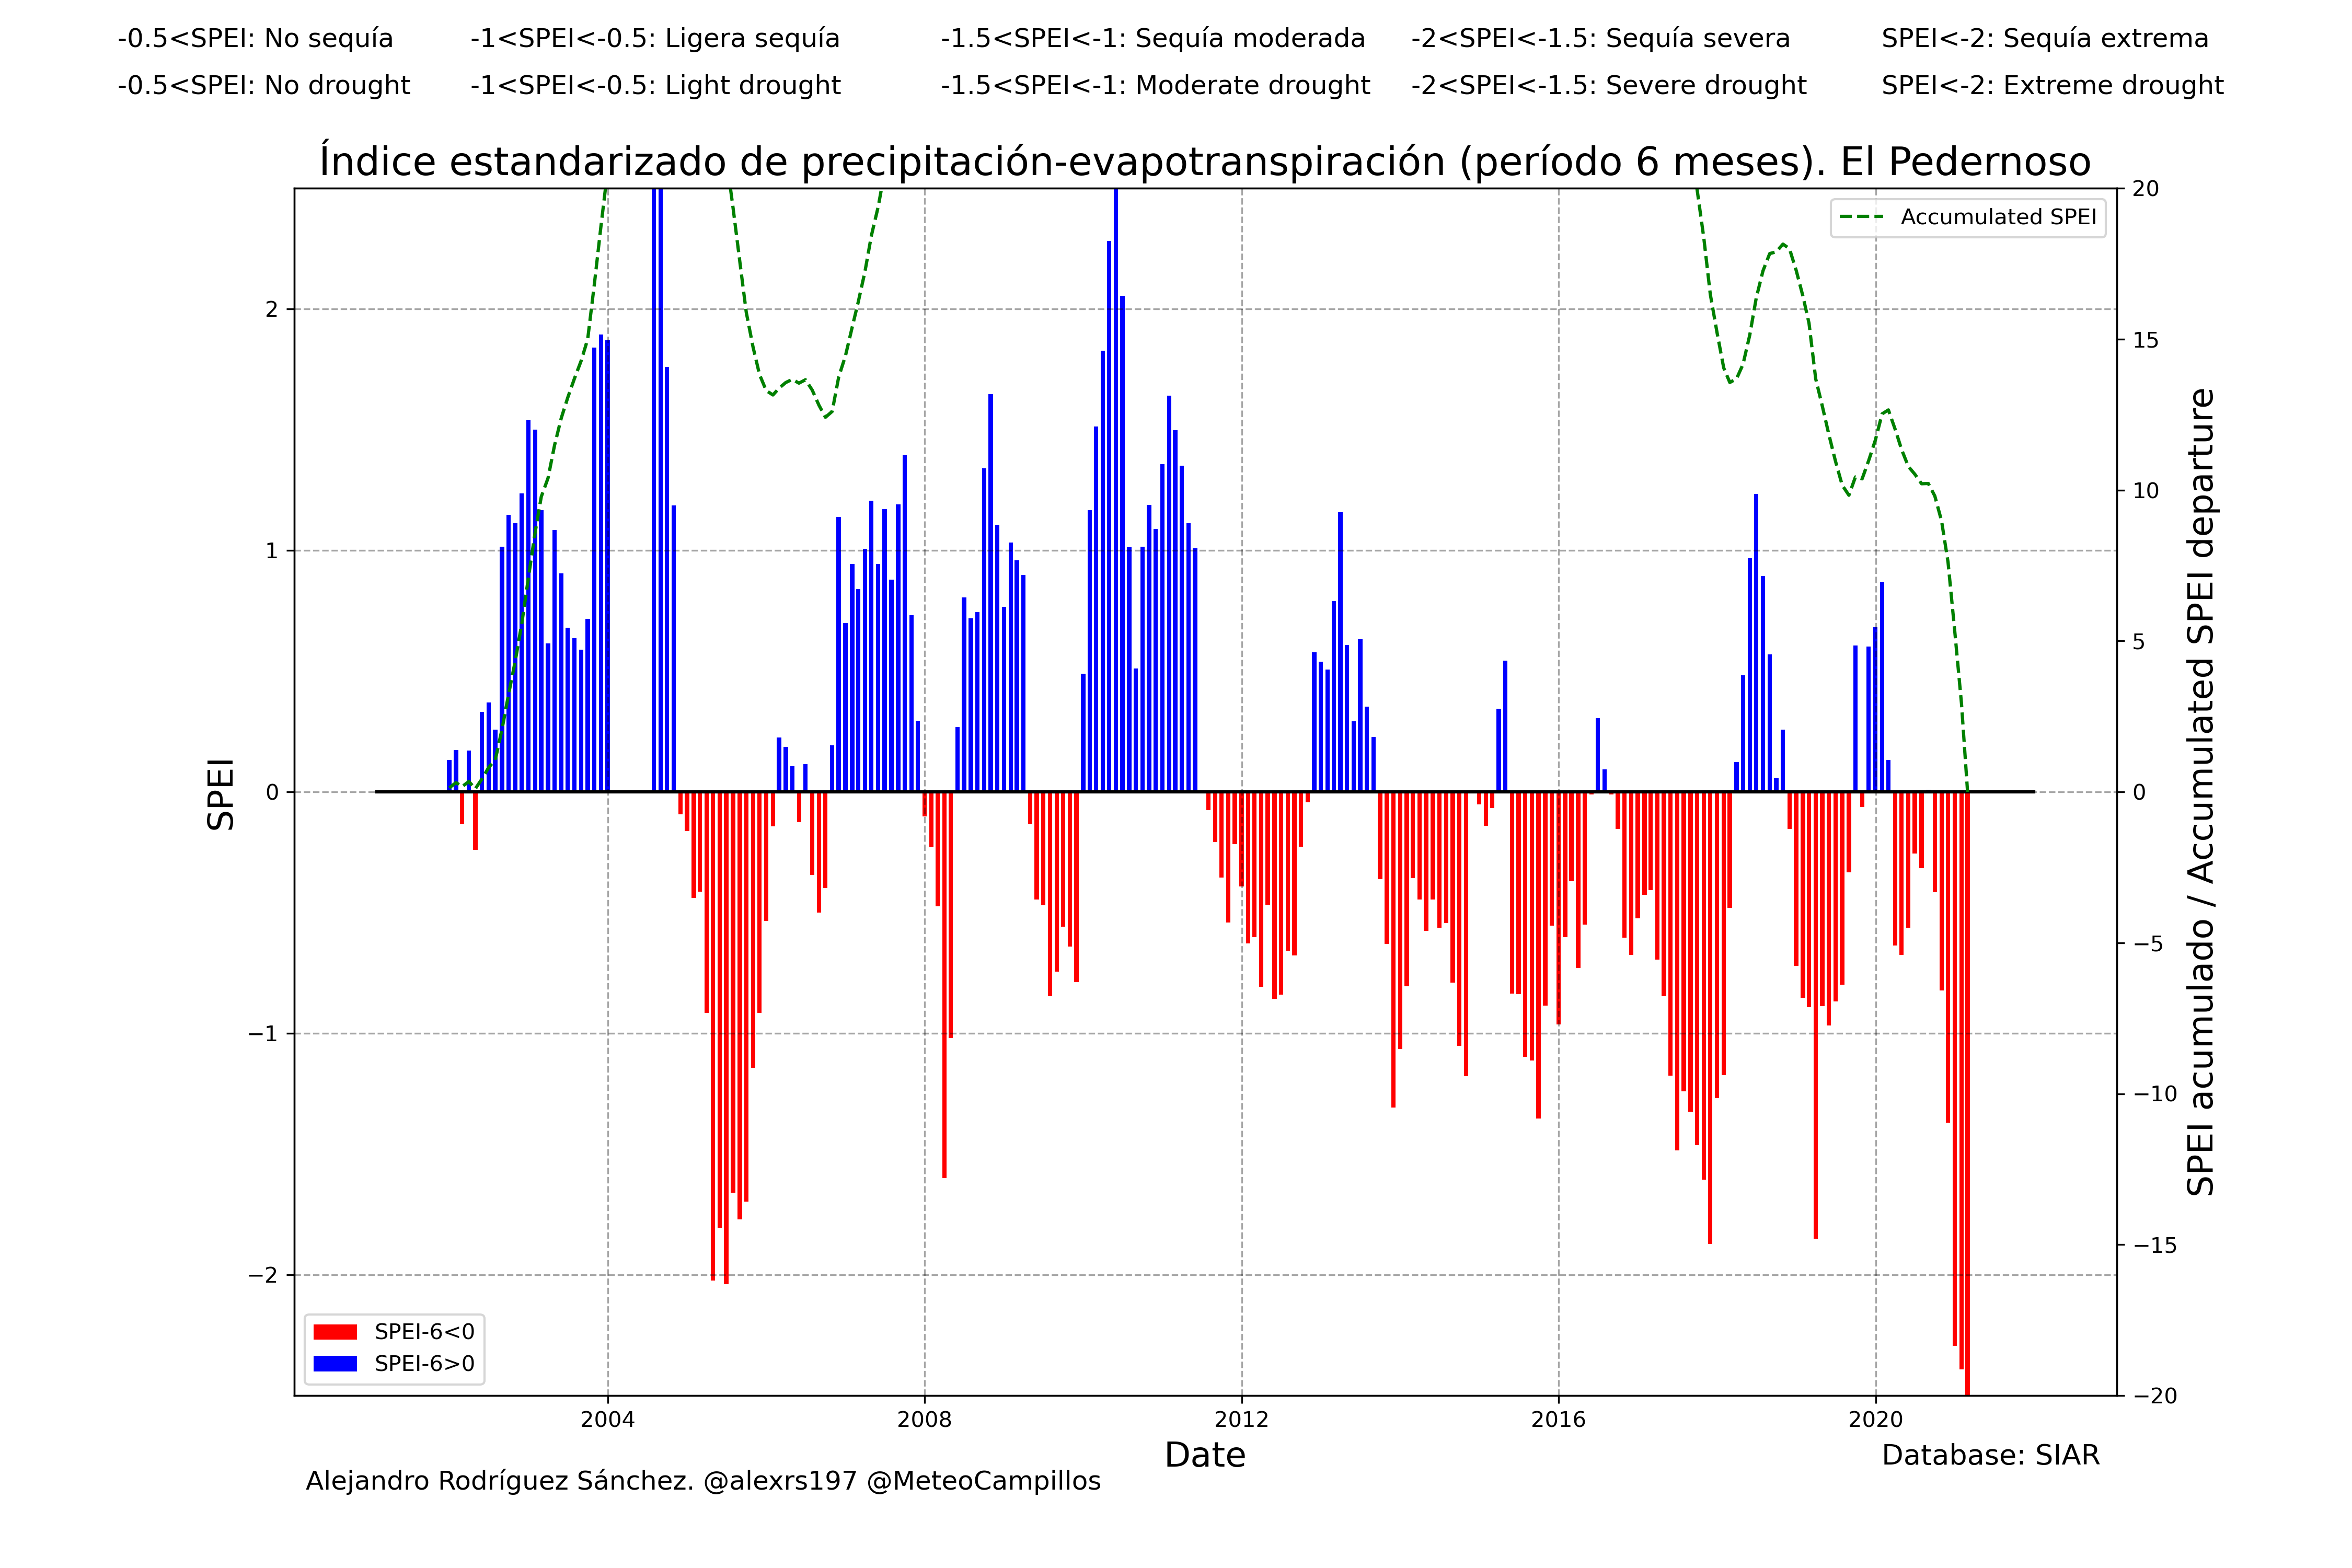 -0.5<SPEI: No sequía -1<SPEI<-0.5: Ligera sequía -1.5<SPEI<-1: Sequía moderada -2<SPEI<-1.5: Sequía severa SPEI<-2: Sequía extrema
-0.5<SPEI: No drought -1<SPEI<-0.5: Light drought -1.5<SPEI<-1: Moderate drought -2<SPEI<-1.5: Severe drought SPEI<-2: Extreme drought
Índice estandarizado de precipitación-evapotranspiración (período 6 meses). El Pedernoso
Accumulated SPEI
SPEI
2
1
0
−1
−2
20
15
10
5
0
−5
−10
−15
−20
SPEI acumulado / Accumulated SPEI departure
SPEI-6<0
SPEI-6>0
2004 2008 2012 2016 2020
Date
Database: SIAR
Alejandro Rodríguez Sánchez. @alexrs197 @MeteoCampillos